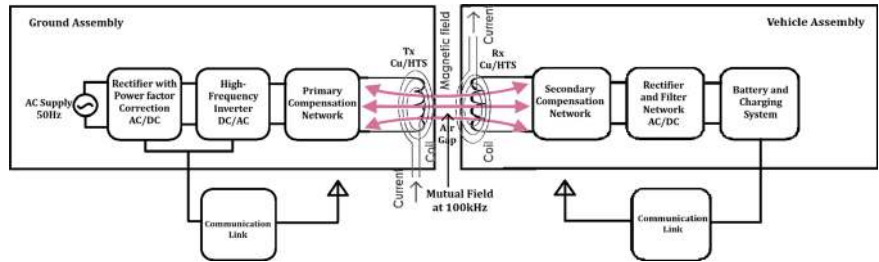 Ground Assembly
Vehicle Assembly
AC Supply
50Hz
Rectifier with
Power factor
Correction
AC/DC
High-
Frequency
Inverter
DC/AC
Primary
Compensation
Network
Tx
Cu/HTS
Magnetic field
Current
Rx
Cu/HTS
Air
Gap
Coil
Coil
Current
Mutual Field
at 100kHz
Secondary
Compensation
Network
Rectifier
and Filter
Network
AC/DC
Battery and
Charging
System
Communication
Link
Communication
Link